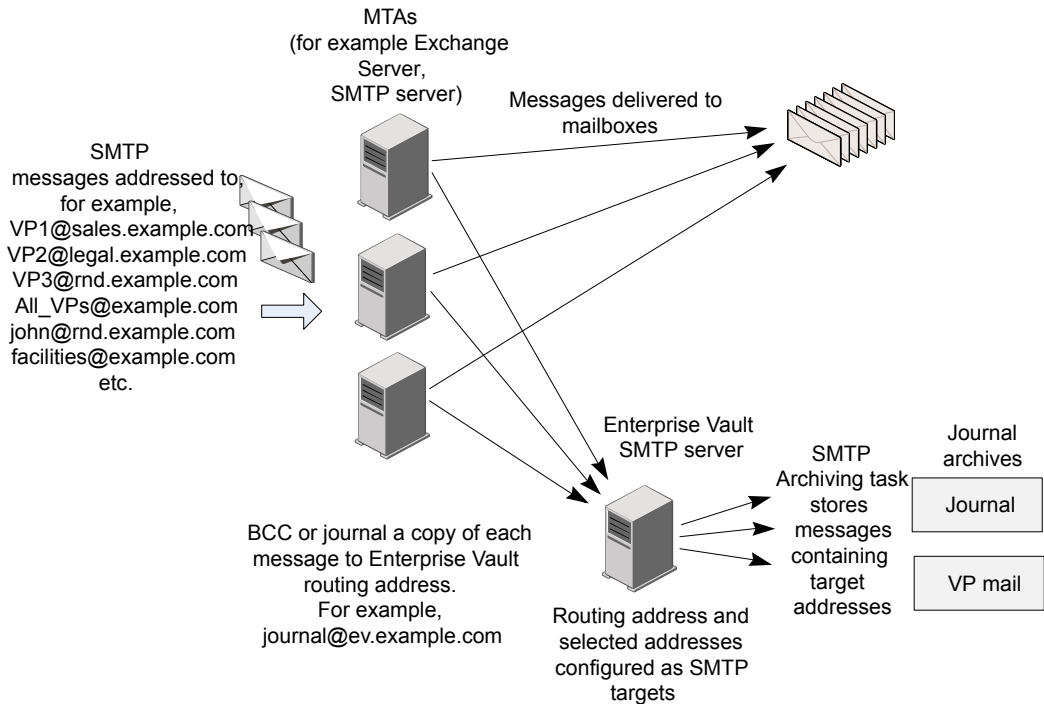 MTAs
(for example Exchange
Server,
SMTP server)
Messages delivered to
mailboxes
SMTP
messages addressed to,
for example,
VP1@sales.example.com
VP2@legal.example.com
VP3@rnd.example.com
All_VPs@example.com
john@rnd.example.com
facilities@example.com
etc.
BCC or journal a copy of each
message to Enterprise Vault
routing address.
For example,
journal@ev.example.com
Enterprise Vault
SMTP server
Routing address and
selected addresses
configured as SMTP
targets
SMTP
Archiving task
stores
messages
containing
target
addresses
Journal
archives
Journal
VP mail